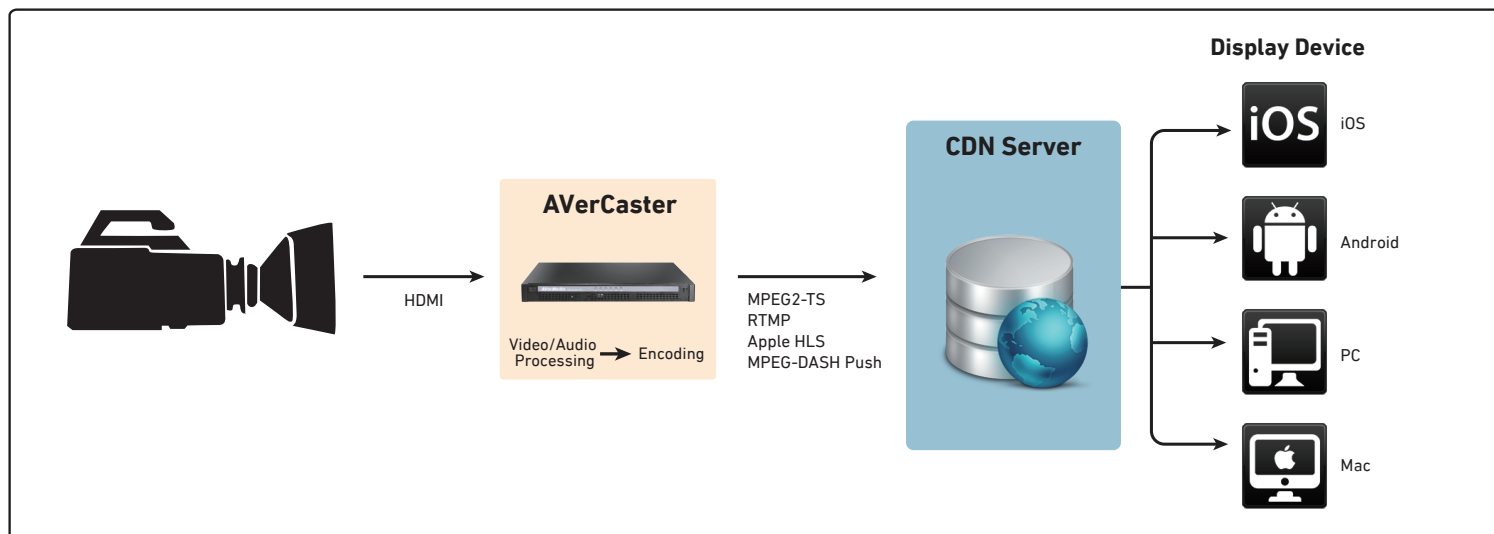 Display Device
iOS
iOS
CDN Server
AVerCaster
Android
HDMI
MPEG2-TS
RTMP
Apple HLS
MPEG-DASH Push
Video/Audio
Processing
Encoding
PC
Mac